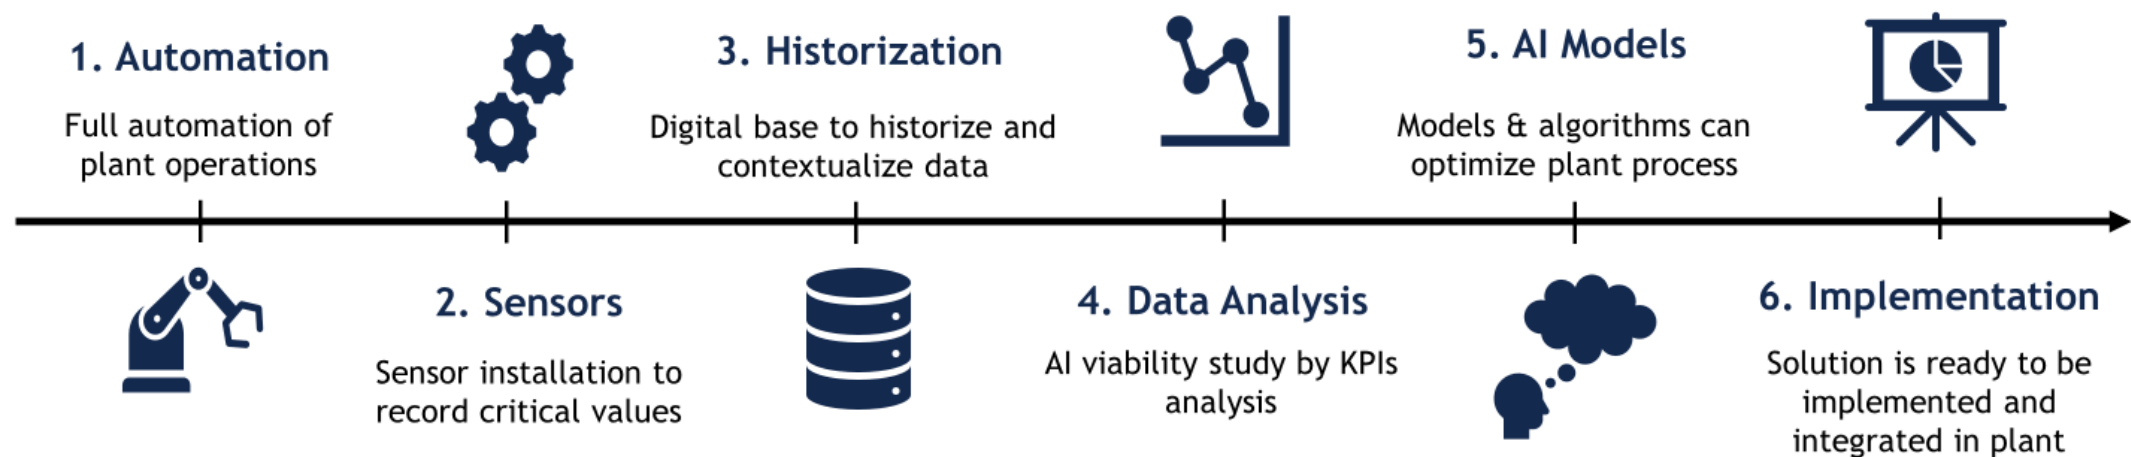 1. Automation
Full automation of
plant operations
2. Sensors
Sensor installation to
record critical values
3. Historization
Digital base to historize and
contextualize data
4. Data Analysis
AI viability study by KPIs
analysis
5. AI Models
Models & algorithms can
optimize plant process
6. Implementation
Solution is ready to be
implemented and
integrated in plant